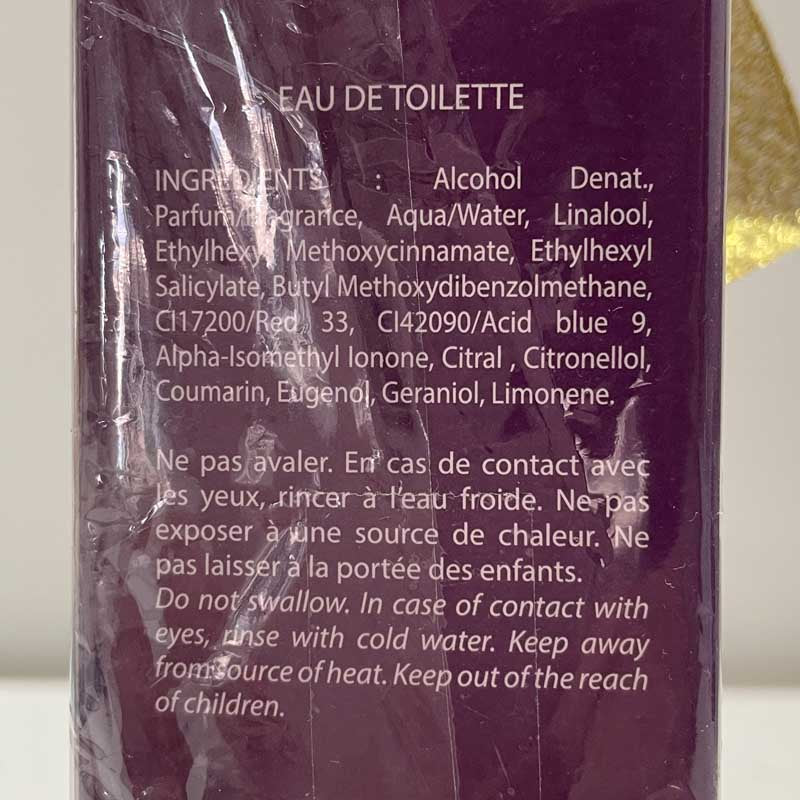 EAU DE TOILETTE
INGREDIENTS : Alcohol Denat.,
Parfum/Fragrance, Aqua/Water, Linalool,
Ethylhexyl Methoxycinnamate, Ethylhexyl
Salicylate, Butyl Methoxydibenzolmethane,
CI17200/Red 33, CI42090/Acid blue 9,
Alpha-Isomethyl Ionone, Citral , Citronellol,
Coumarin, Eugenol, Geraniol, Limonene.
Ne pas avaler. En cas de contact avec
les yeux, rincer à l'eau froide. Ne pas
exposer à une source de chaleur. Ne
pas laisser à la portée des enfants.
Do not swallow. In case of contact with
eyes, rinse with cold water. Keep away
from source of heat. Keep out of the reach
of children.